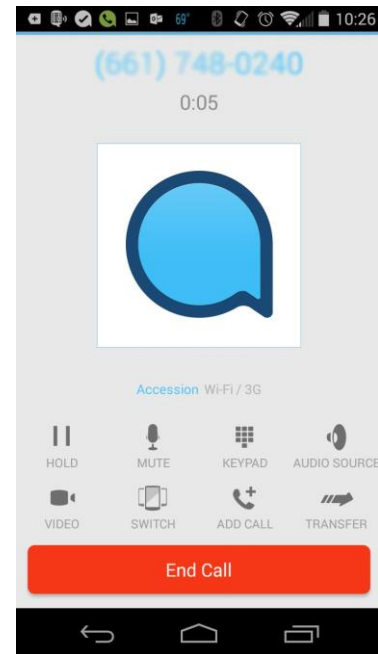 69° 10:26
(661) 748-0240
0:05
Accession Wi-Fi / 3G
HOLD MUTE KEYPAD AUDIO SOURCE
VIDEO SWITCH ADD CALL TRANSFER
End Call